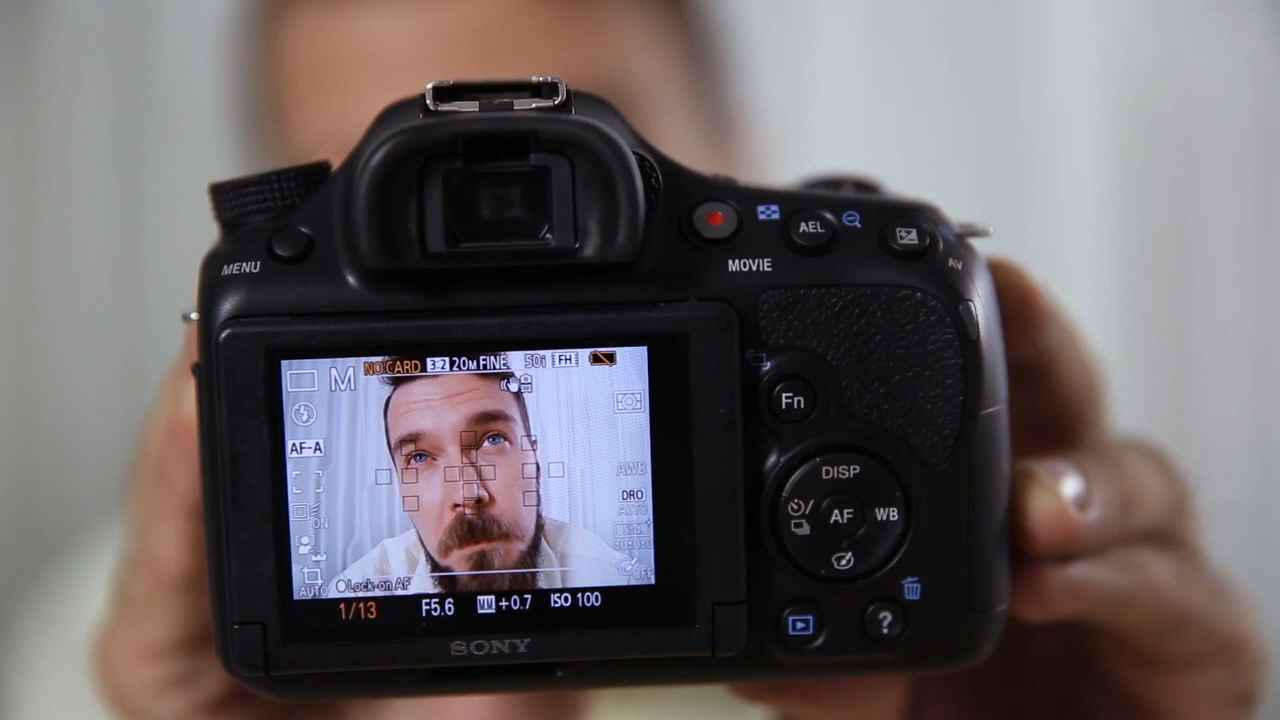 MENU
MOVIE
AEL
AV
NO CARD 3:2 20M FINE 50i FH
M
AF-A
ON
AWB
DRO
AUTO
AUTO
Lock-on AF
OFF
1/13 F5.6 M.M +0.7 ISO 100
SONY
Fn
DISP
AF
WB
?